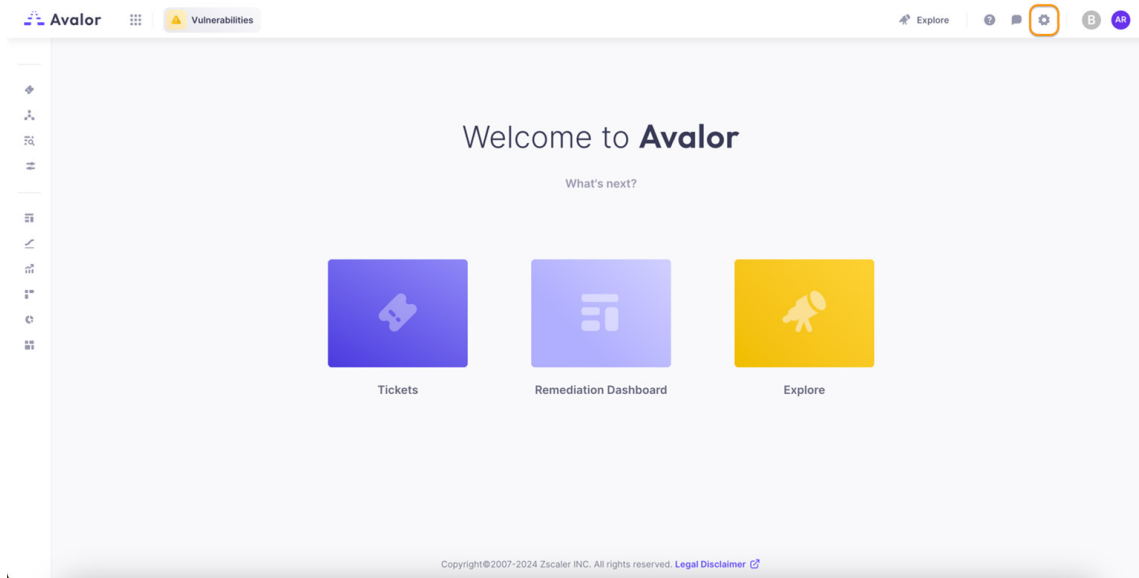 Avalor
Vulnerabilities
Explore
B
AR
Welcome to Avalor
What's next?
Tickets
Remediation Dashboard
Explore
Copyright©2007-2024 Zscaler INC. All rights reserved. Legal Disclaimer